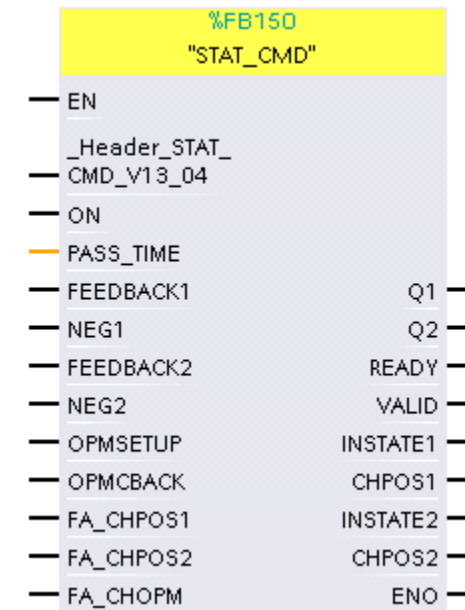 %FB150
"STAT_CMD"
EN
_Header_STAT_
CMD_V13_04
ON
PASS_TIME
FEEDBACK1 Q1
NEG1 Q2
FEEDBACK2 READY
NEG2 VALID
OPMSETUP INSTATE1
OPMCBACK CHPOS1
FA_CHPOS1 INSTATE2
FA_CHPOS2 CHPOS2
FA_CHOPM ENO